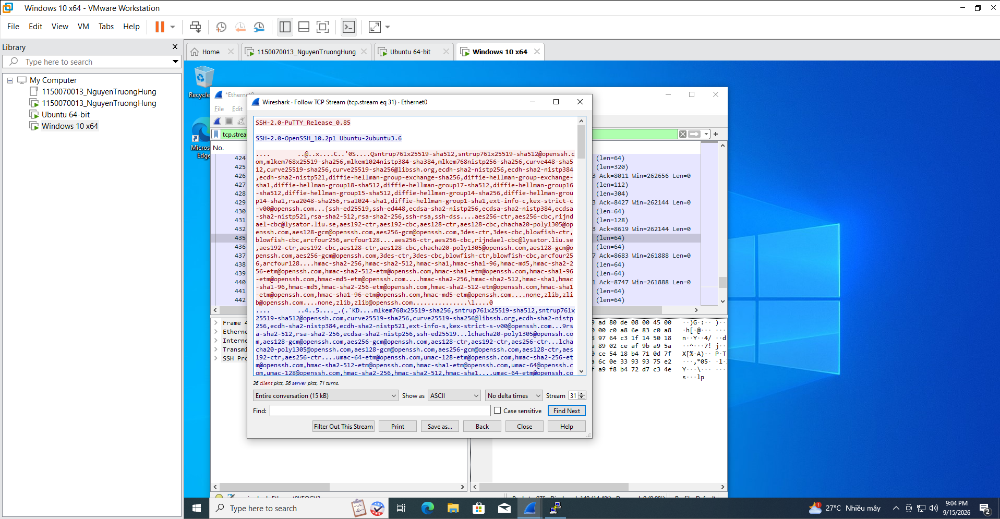 Windows 10 x64 - VMware Workstation
File Edit View VM Tabs Help
Library
Type here to search
My Computer
1150070013_NguyenTruongHung
1150070013_NguyenTruongHung
Ubuntu 64-bit
Windows 10 x64
Home
1150070013_NguyenTruongHung
Ubuntu 64-bit
Windows 10 x64
Recycle
Micros
Edge
*Ethern
File Edit
tcp.strea
No.
424
425
426
427
428
429
430
431
432
435
436
437
438
439
440
441
442
Wireshark · Follow TCP Stream (tcp.stream eq 31) · Ethernet0
SSH-2.0-PuTTY_Release_0.85
SSH-2.0-OpenSSH_10.2p1 Ubuntu-2ubuntu3.6
....	..@..x....C..'0S....Qsntrup761x25519-sha512,sntrup761x25519-sha512@openssh.c
om,mlkem768x25519-sha256,mlkem1024nistp384-sha384,mlkem768nistp256-sha256,curve448-sha5
12,curve25519-sha256,curve25519-sha256@libssh.org,ecdh-sha2-nistp256,ecdh-sha2-nistp384
,ecdh-sha2-nistp521,diffie-hellman-group-exchange-sha256,diffie-hellman-group-exchange-
sha1,diffie-hellman-group18-sha512,diffie-hellman-group17-sha512,diffie-hellman-group16
-sha512,diffie-hellman-group15-sha512,diffie-hellman-group14-sha256,diffie-hellman-grou
p14-sha1,rsa2048-sha256,rsa1024-sha1,diffie-hellman-group1-sha1,ext-info-c,kex-strict-c
-v00@openssh.com...{ssh-ed25519,ssh-ed448,ecdsa-sha2-nistp256,ecdsa-sha2-nistp384,ecdsa
-sha2-nistp521,rsa-sha2-512,rsa-sha2-256,ssh-rsa,ssh-dss....aes256-ctr,aes256-cbc,rijnd
ael-cbc@lysator.liu.se,aes192-ctr,aes192-cbc,aes128-ctr,aes128-cbc,chacha20-poly1305@op
enssh.com,aes128-gcm@openssh.com,aes256-gcm@openssh.com,3des-ctr,3des-cbc,blowfish-ctr,
blowfish-cbc,arcfour256,arcfour128....aes256-ctr,aes256-cbc,rijndael-cbc@lysator.liu.se
,aes192-ctr,aes192-cbc,aes128-ctr,aes128-cbc,chacha20-poly1305@openssh.com,aes128-gcm@o
penssh.com,aes256-gcm@openssh.com,3des-ctr,3des-cbc,blowfish-ctr,blowfish-cbc,arcfour25
6,arcfour128....hmac-sha2-256,hmac-sha2-512,hmac-sha1,hmac-sha1-96,hmac-md5,hmac-sha2-2
56-etm@openssh.com,hmac-sha2-512-etm@openssh.com,hmac-sha1-etm@openssh.com,hmac-sha1-96
-etm@openssh.com,hmac-md5-etm@openssh.com....hmac-sha2-256,hmac-sha2-512,hmac-sha1,hmac
-sha1-96,hmac-md5,hmac-sha2-256-etm@openssh.com,hmac-sha2-512-etm@openssh.com,hmac-sha1
-etm@openssh.com,hmac-sha1-96-etm@openssh.com,hmac-md5-etm@openssh.com....none,zlib,zli
b@openssh.com....none,zlib,zlib@openssh.com...............\l....0
....	..4..5...._.(.`KD....mlkem768x25519-sha256,sntrup761x25519-sha512,sntrup761x
25519-sha512@openssh.com,curve25519-sha256,curve25519-sha256@libssh.org,ecdh-sha2-nistp
256,ecdh-sha2-nistp384,ecdh-sha2-nistp521,ext-info-s,kex-strict-s-v00@openssh.com...9rs
a-sha2-512,rsa-sha2-256,ecdsa-sha2-nistp256,ssh-ed25519...lchacha20-poly1305@openssh.co
m,aes128-gcm@openssh.com,aes256-gcm@openssh.com,aes128-ctr,aes192-ctr,aes256-ctr...lcha
cha20-poly1305@openssh.com,aes128-gcm@openssh.com,aes256-gcm@openssh.com,aes128-ctr,aes
192-ctr,aes256-ctr....umac-64-etm@openssh.com,umac-128-etm@openssh.com,hmac-sha2-256-et
m@openssh.com,hmac-sha2-512-etm@openssh.com,hmac-sha1-etm@openssh.com,umac-64@openssh.c
om,umac-128@openssh.com,hmac-sha2-256,hmac-sha2-512,hmac-sha1....umac-64-etm@openssh.co
36 client pkts, 56 server pkts, 71 turns.
Entire conversation (15 kB) Show as ASCII No delta times Stream 31
Find: Case sensitive Find Next
Filter Out This Stream Print Save as... Back Close Help
(len=64)
(len=320)
3 Ack=8011 Win=262656 Len=0
(len=112)
(len=304)
3 Ack=8427 Win=262144 Len=0
(len=64)
(len=128)
3 Ack=8619 Win=262144 Len=0
(len=64)
(len=64)
7 Ack=8683 Win=261888 Len=0
(len=64)
(len=64)
1 Ack=8747 Win=261888 Len=0
(len=64)
(len=64)
Frame 4
Etherne
Interne
Transmi
SSH Pro
ad 80 de 08 00 45 00 ··)G·:·· )··
00 c0 a8 6e 83 c0 a8 ·h[·@··· ····
97 64 c3 1f 14 50 18 n··Y·4/ ··d
a 89 02 ce af 9b a9 5a ··^···7! j··
ce 54 18 b4 71 0d 7f X[%·A)·· P·T
a 6c 0e 33 93 93 75 e2 ···,*05 ·l
f a9 f8 b4 72 d7 c3 4e Y···\··· ····
s···lp
Type here to search
27°C Nhiều mây
9:04 PM
9/15/2026
2